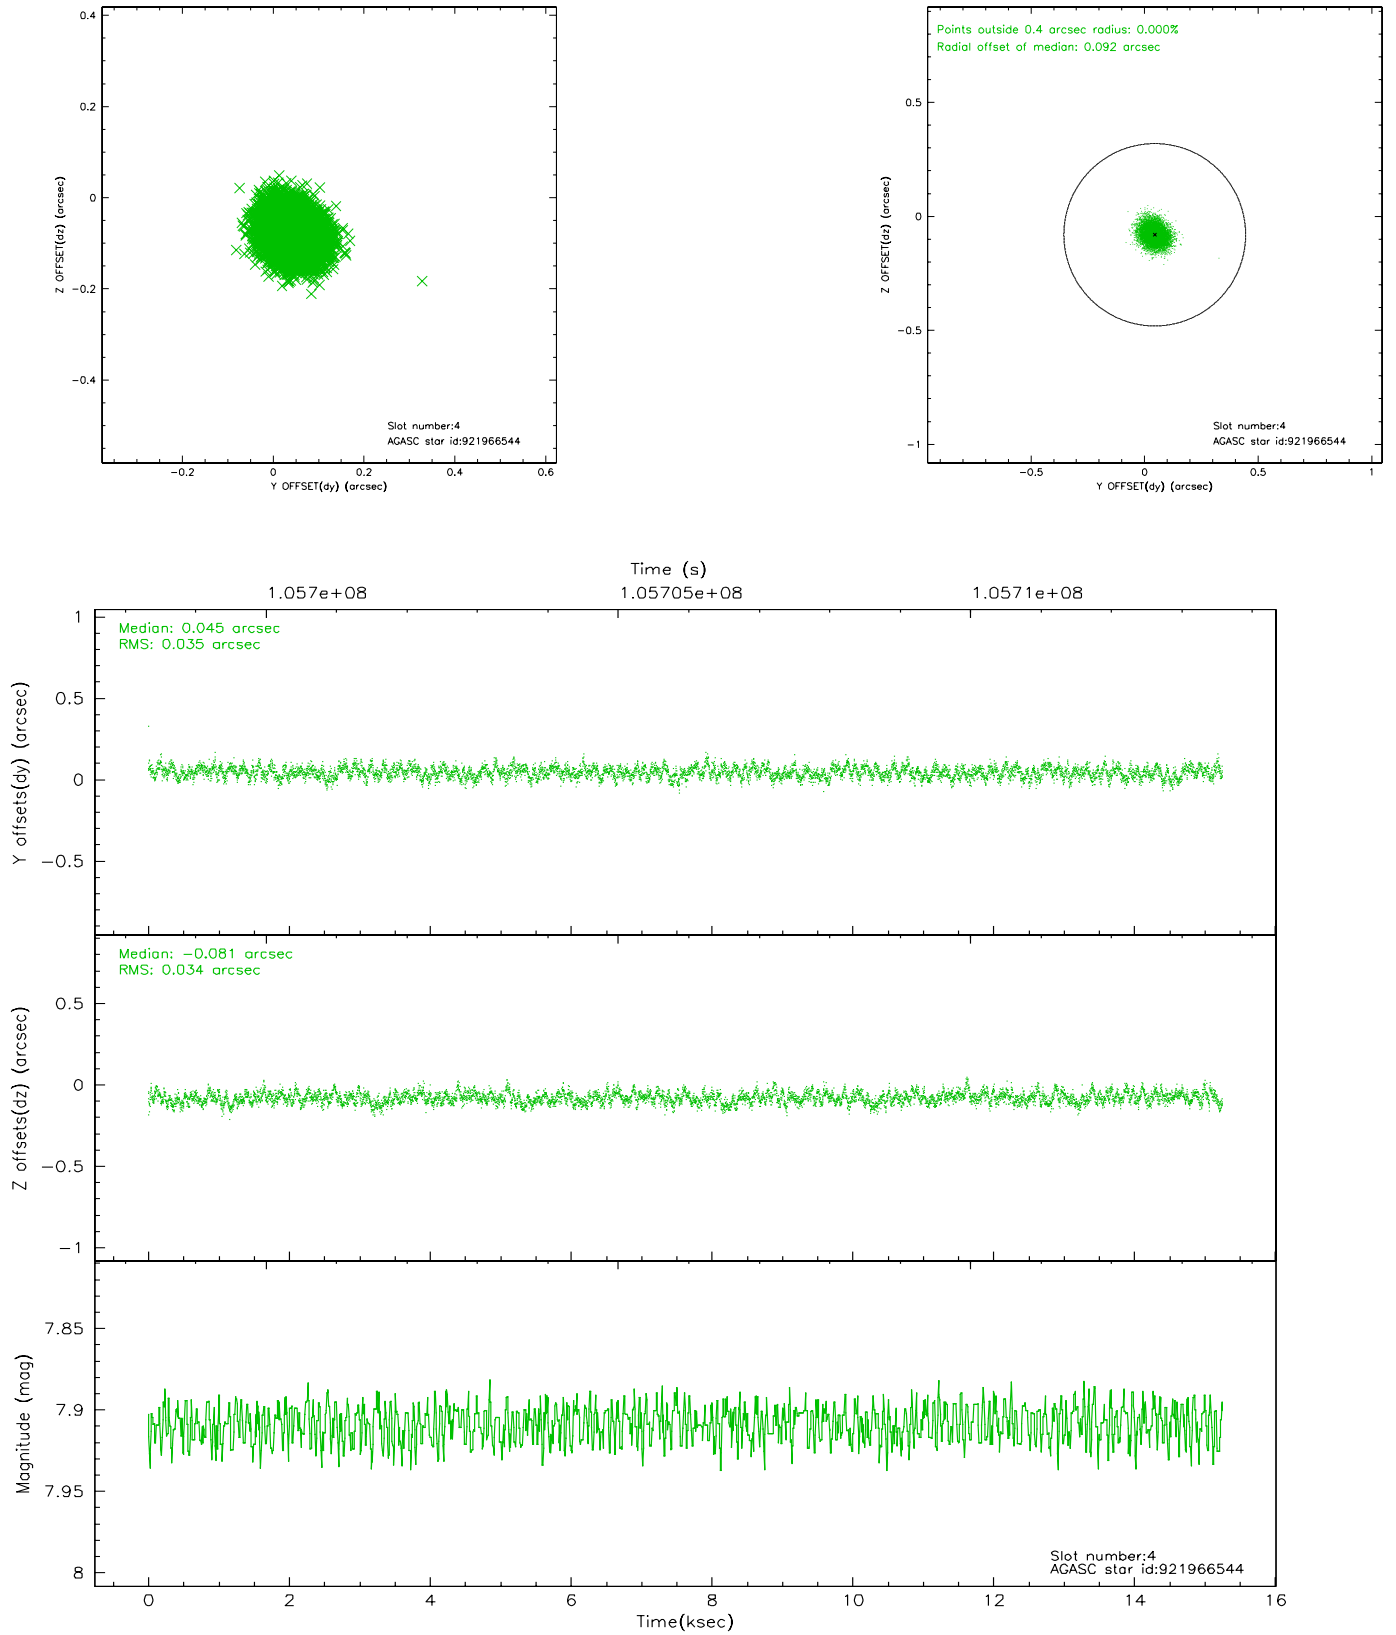 0.4
0.2
0
−0.2
−0.4
Z OFFSET(dz) (arcsec)
Slot number:4
AGASC star id:921966544
−0.2 0 0.2 0.4 0.6
Y OFFSET(dy) (arcsec)
Points outside 0.4 arcsec radius: 0.000%
Radial offset of median: 0.092 arcsec
0.5
0
−0.5
−1
Z OFFSET(dz) (arcsec)
Slot number:4
AGASC star id:921966544
−0.5 0 0.5 1
Y OFFSET(dy) (arcsec)
Time (s)
1.057e+08 1.05705e+08 1.0571e+08
Median: 0.045 arcsec
RMS: 0.035 arcsec
1
0.5
0
−0.5
Y offsets(dy) (arcsec)
Median: −0.081 arcsec
RMS: 0.034 arcsec
0.5
0
−0.5
−1
Z offsets(dz) (arcsec)
7.85
7.9
7.95
8
Magnitude (mag)
Slot number:4
AGASC star id:921966544
0 2 4 6 8 10 12 14 16
Time(ksec)